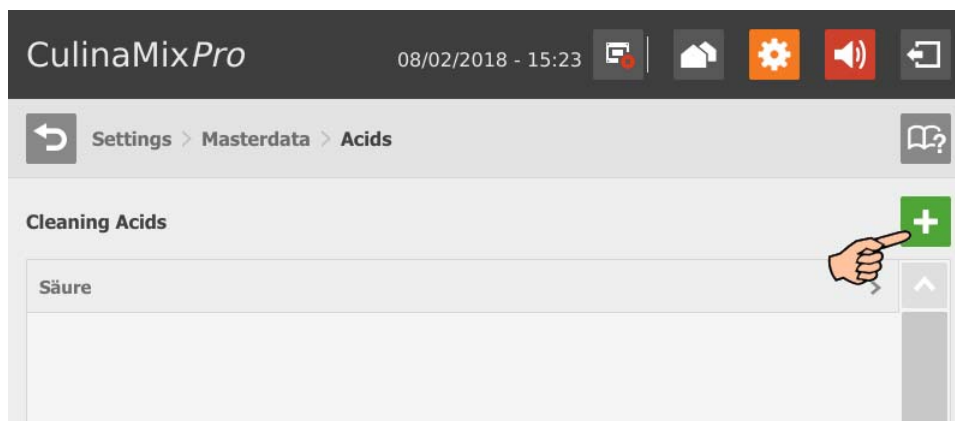 CulinaMixPro 08/02/2018 - 15:23
Settings > Masterdata > Acids
?
Cleaning Acids
Säure